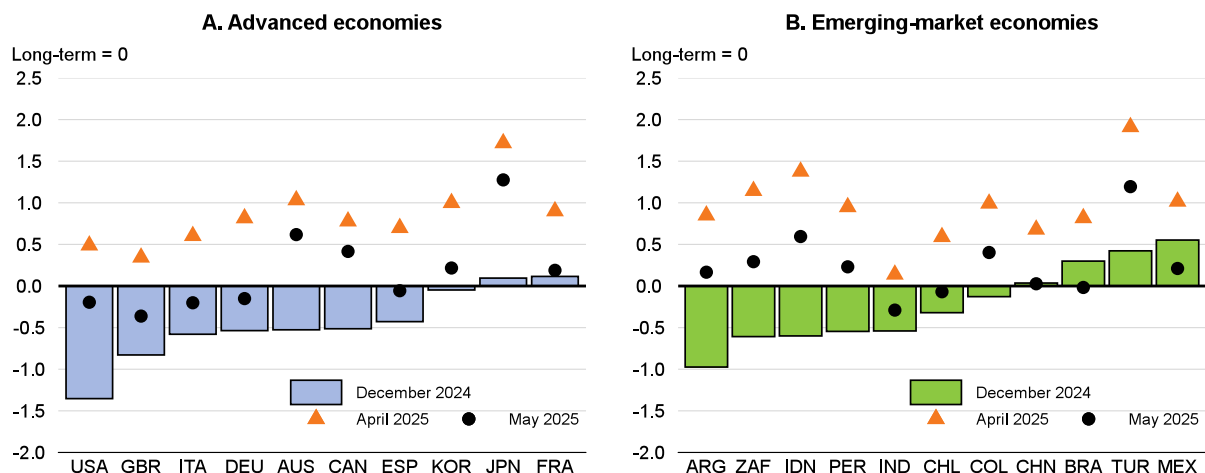 A. Advanced economies
Long-term = 0
2.5
2.0
1.5
1.0
0.5
0.0
-0.5
-1.0
-1.5
-2.0
December 2024
April 2025 May 2025
USA GBR ITA DEU AUS CAN ESP KOR JPN FRA
B. Emerging-market economies
Long-term = 0
2.5
2.0
1.5
1.0
0.5
0.0
-0.5
-1.0
-1.5
-2.0
December 2024
April 2025 May 2025
ARG ZAF IDN PER IND CHL COL CHN BRA TUR MEX